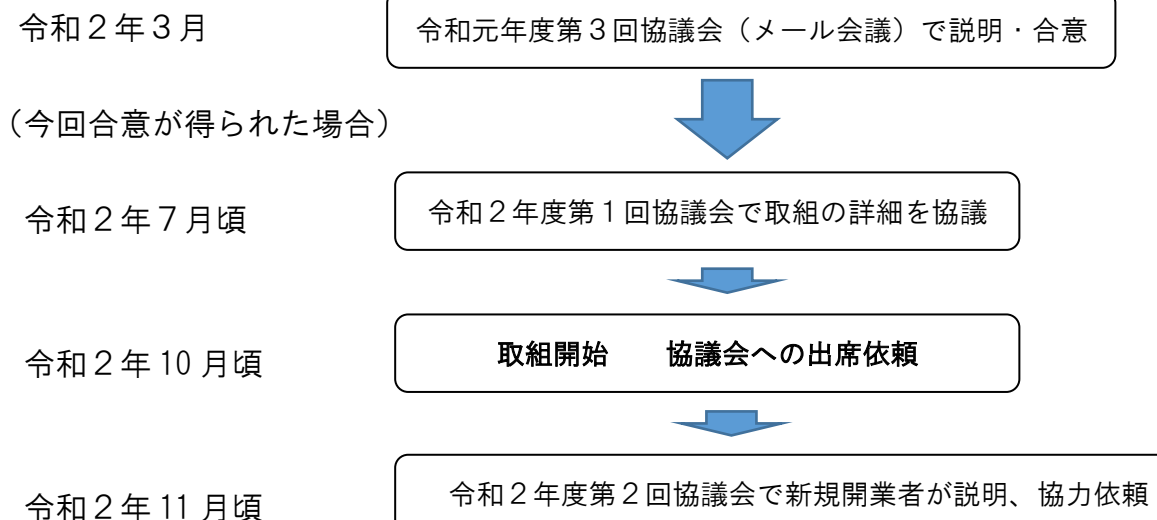 令和２年３月
令和元年度第３回協議会（メール会議）で説明・合意
（今回合意が得られた場合）
令和２年７月頃
令和２年度第１回協議会で取組の詳細を協議
令和２年10月頃
取組開始　　協議会への出席依頼
令和２年11月頃
令和２年度第２回協議会で新規開業者が説明、協力依頼